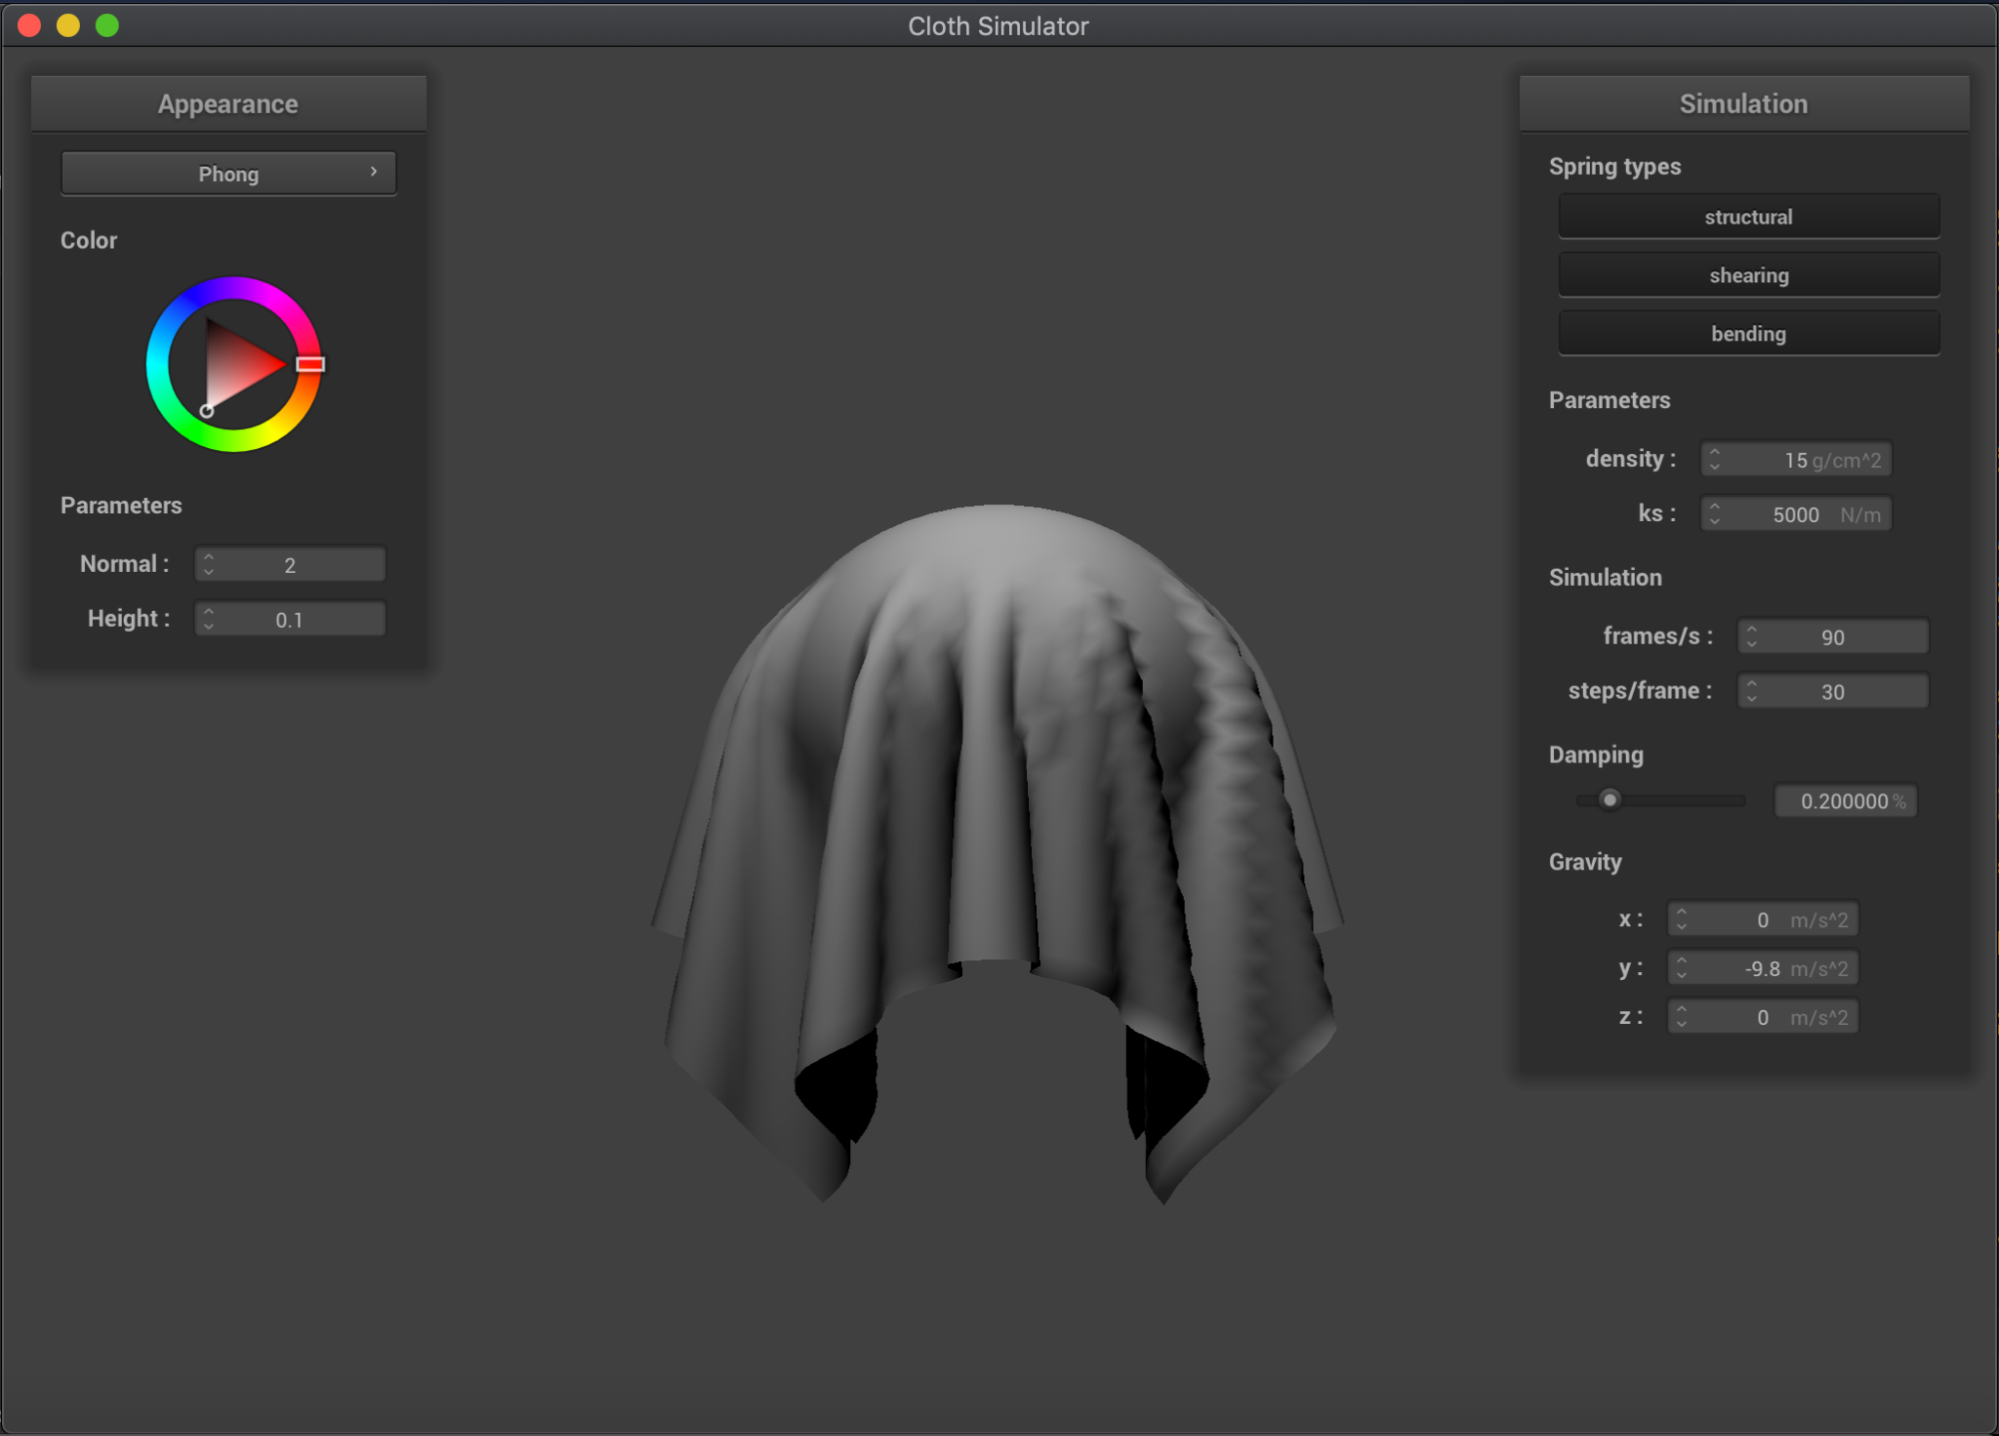 Cloth Simulator
Appearance
Phong
Color
Parameters
Normal : 2
Height : 0.1
Simulation
Spring types
structural
shearing
bending
Parameters
density : 15 g/cm^2
ks : 5000 N/m
Simulation
frames/s : 90
steps/frame : 30
Damping
0.200000 %
Gravity
x : 0 m/s^2
y : -9.8 m/s^2
z : 0 m/s^2